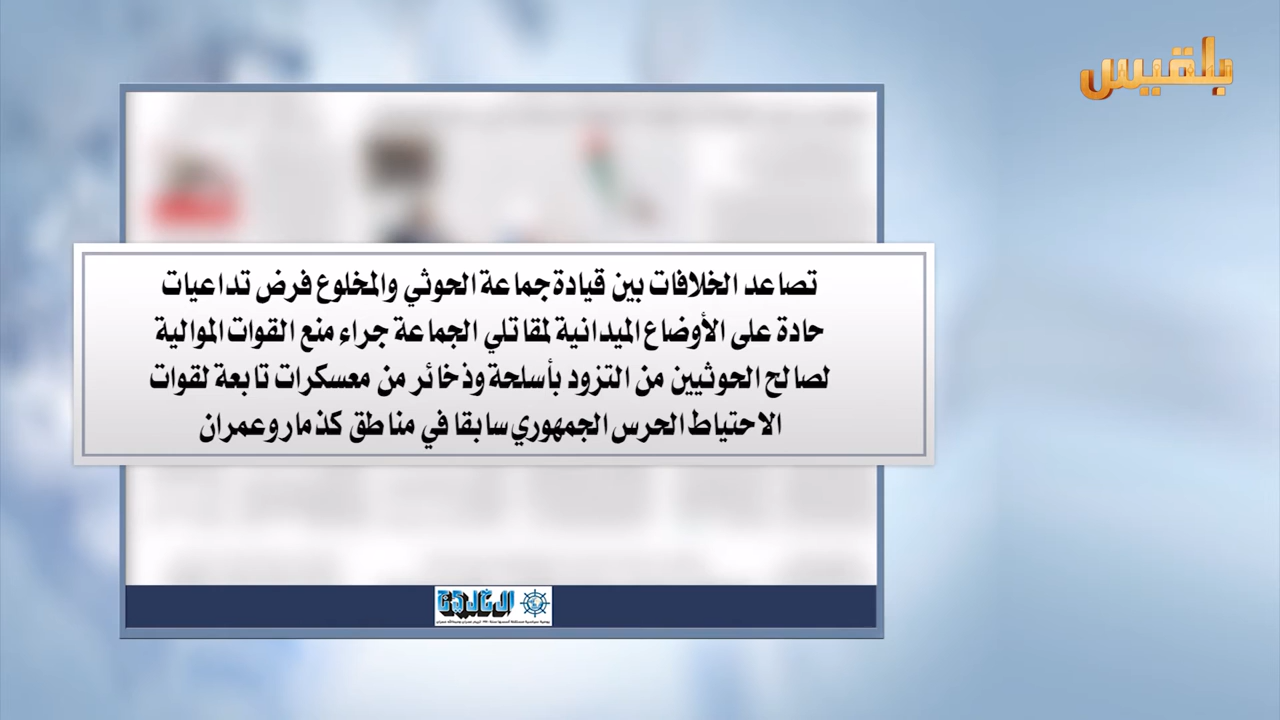 بلقيس
تصاعد الخلافات بين قيادة جماعة الحوثي والمخلوع فرض تداعيات
حادة على الأوضاع الميدانية لمقاتلي الجماعة جراء منع القوات الموالية
لصالح الحوثيين من التزود بأسلحة وذخائر من معسكرات تابعة لقوات
الاحتياط الحرس الجمهوري سابقا في مناطق كذمار وعمران